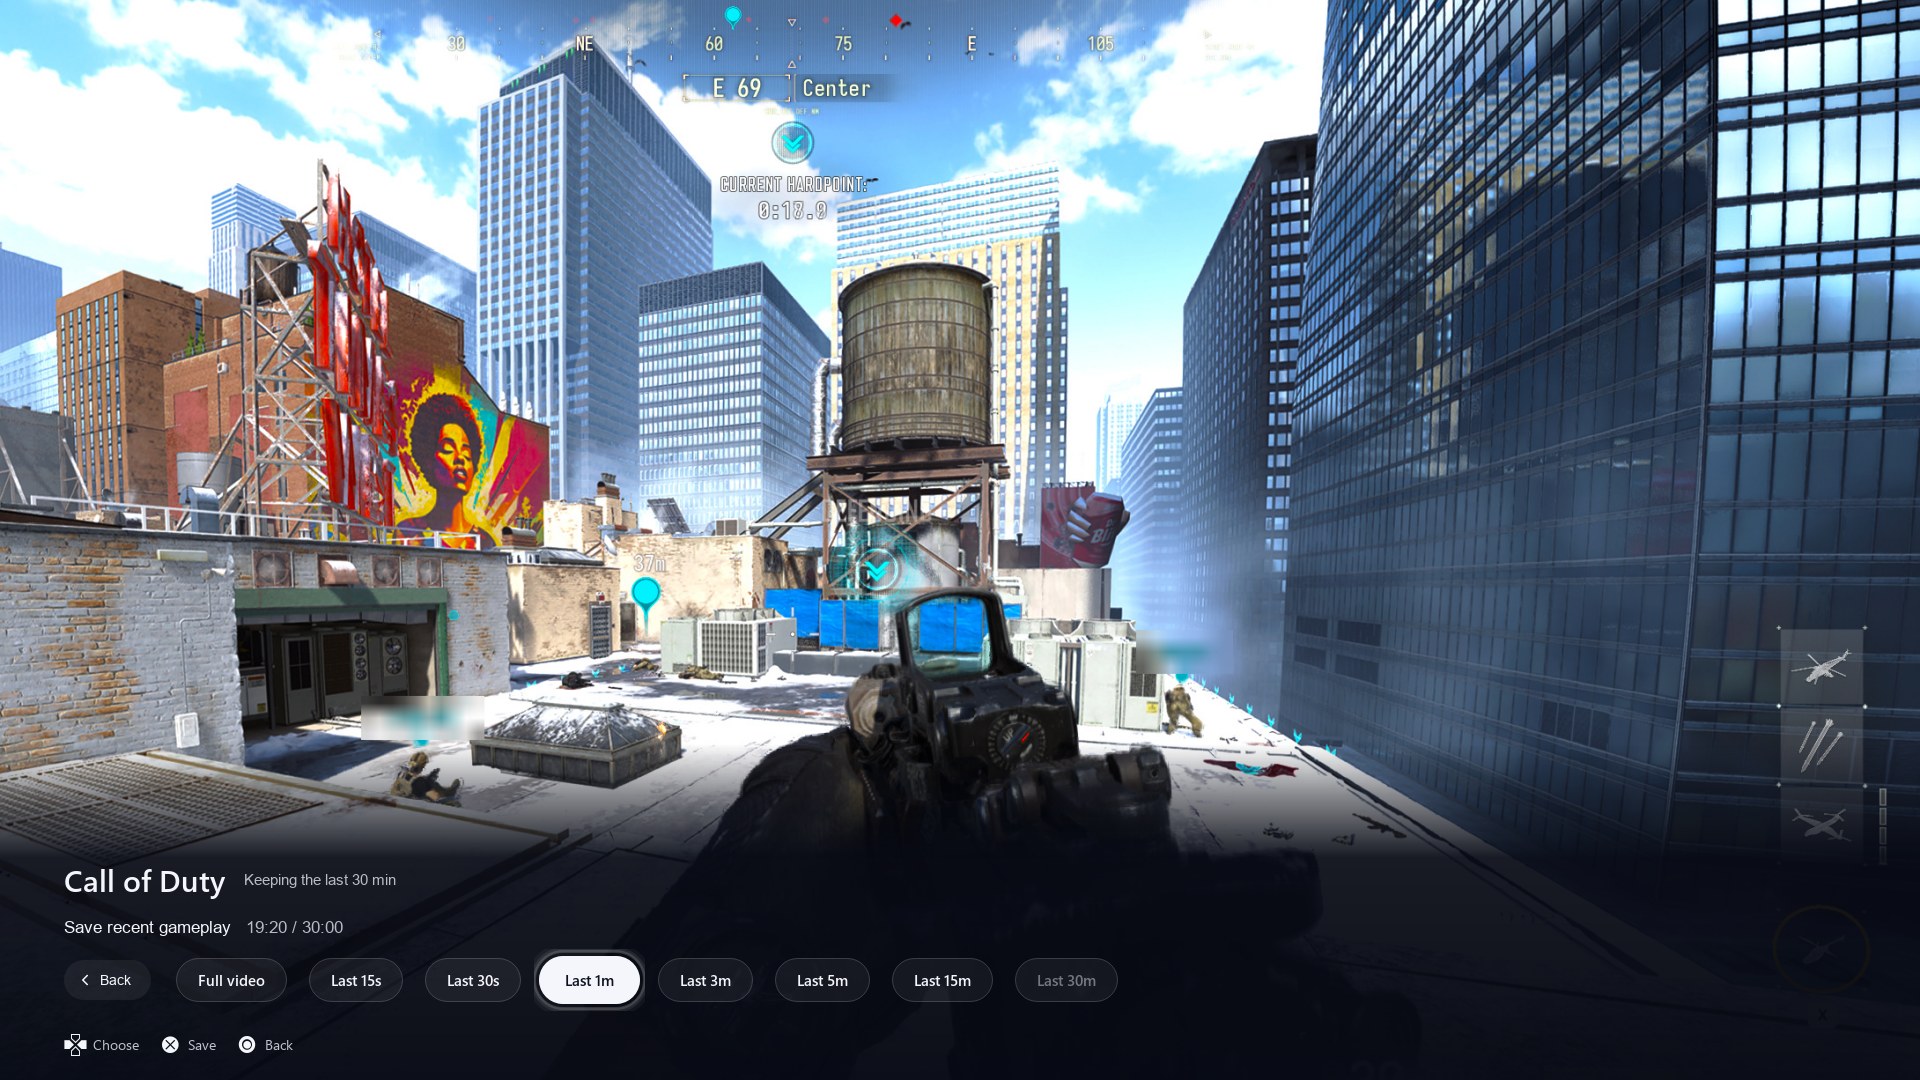 30 NE 60 75 E 105
E 69 Center
CURRENT HARDPOINT:
0:17.0
37m
Call of Duty Keeping the last 30 min
Save recent gameplay 19:20 / 30:00
Back Full video Last 15s Last 30s Last 1m Last 3m Last 5m Last 15m Last 30m
Choose Save Back